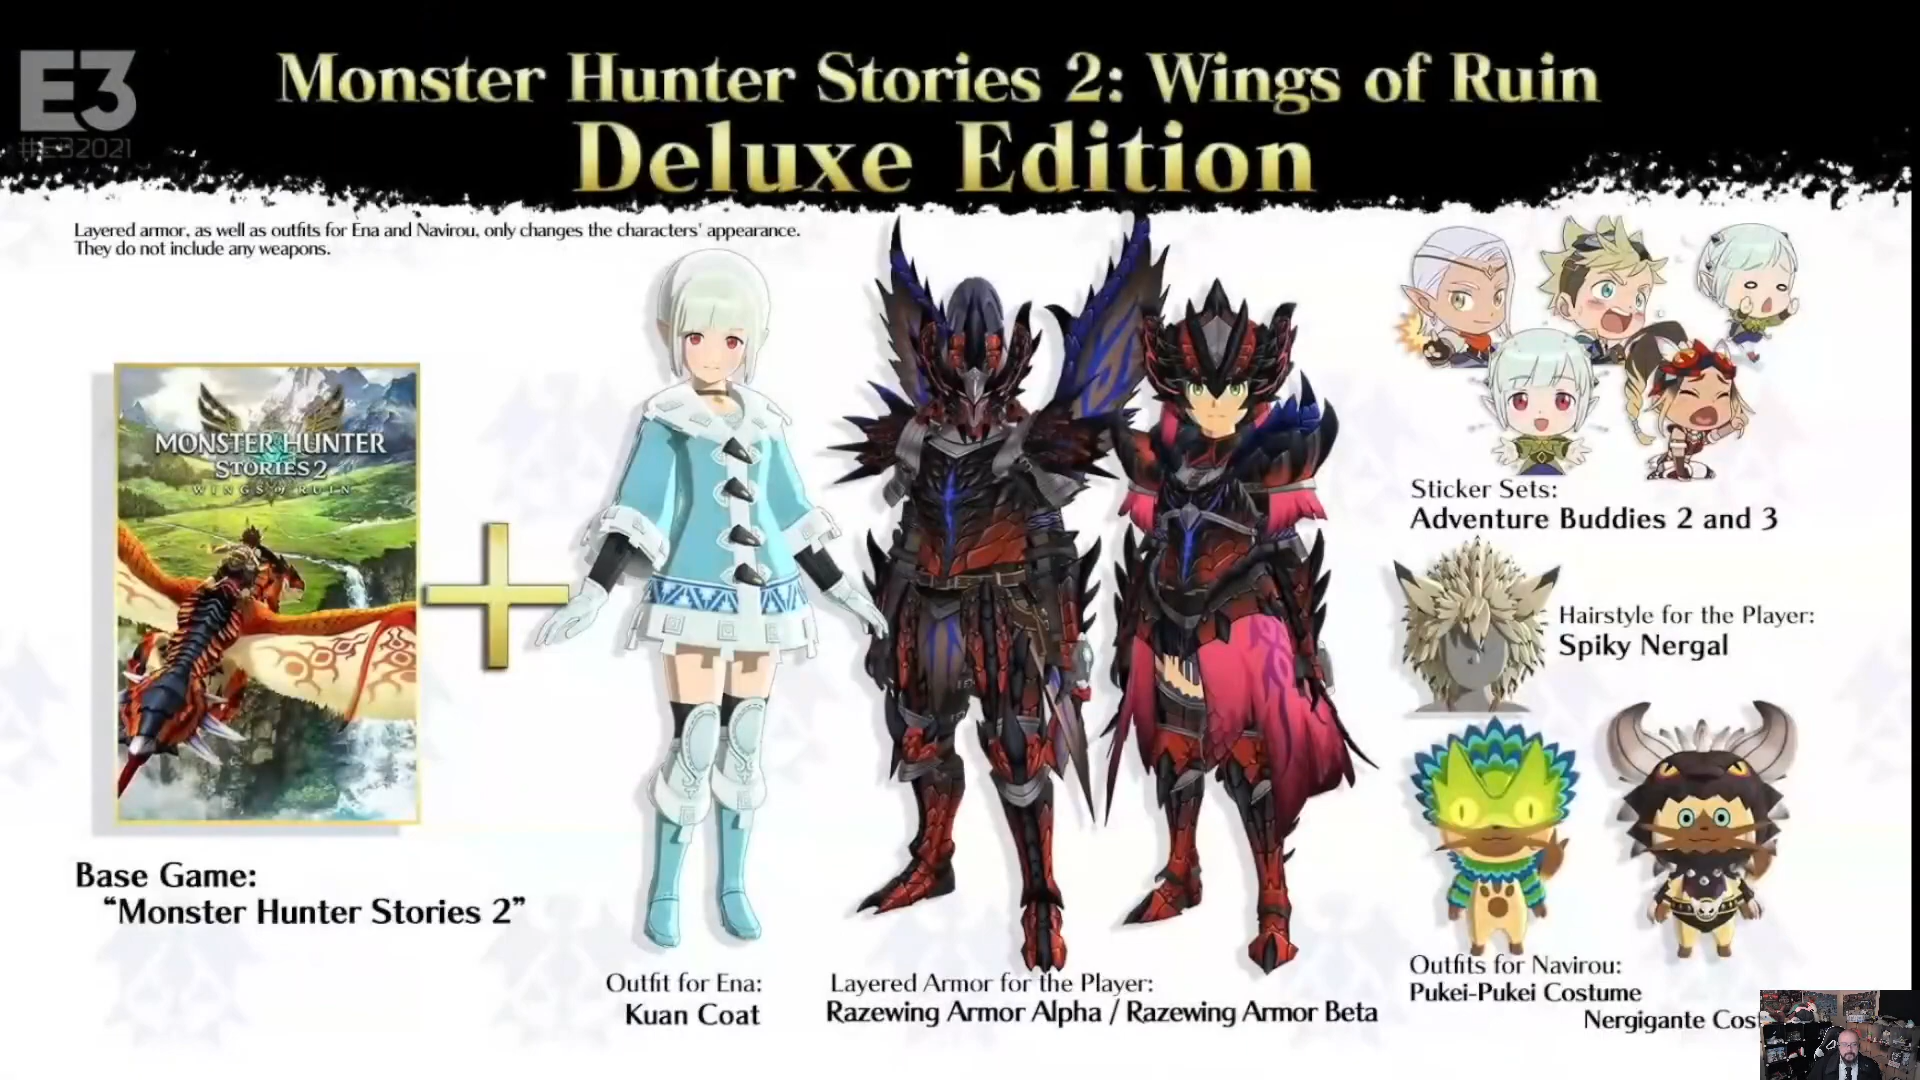 E3
#E32021
Monster Hunter Stories 2: Wings of Ruin
Deluxe Edition
Layered armor, as well as outfits for Ena and Navirou, only changes the characters' appearance.
They do not include any weapons.
MONSTER HUNTER
STORIES 2
WINGS of RUIN
Base Game:
“Monster Hunter Stories 2”
Outfit for Ena:
Kuan Coat
Layered Armor for the Player:
Razewing Armor Alpha / Razewing Armor Beta
Sticker Sets:
Adventure Buddies 2 and 3
Hairstyle for the Player:
Spiky Nergal
Outfits for Navirou:
Pukei-Pukei Costume
Nergigante Cos